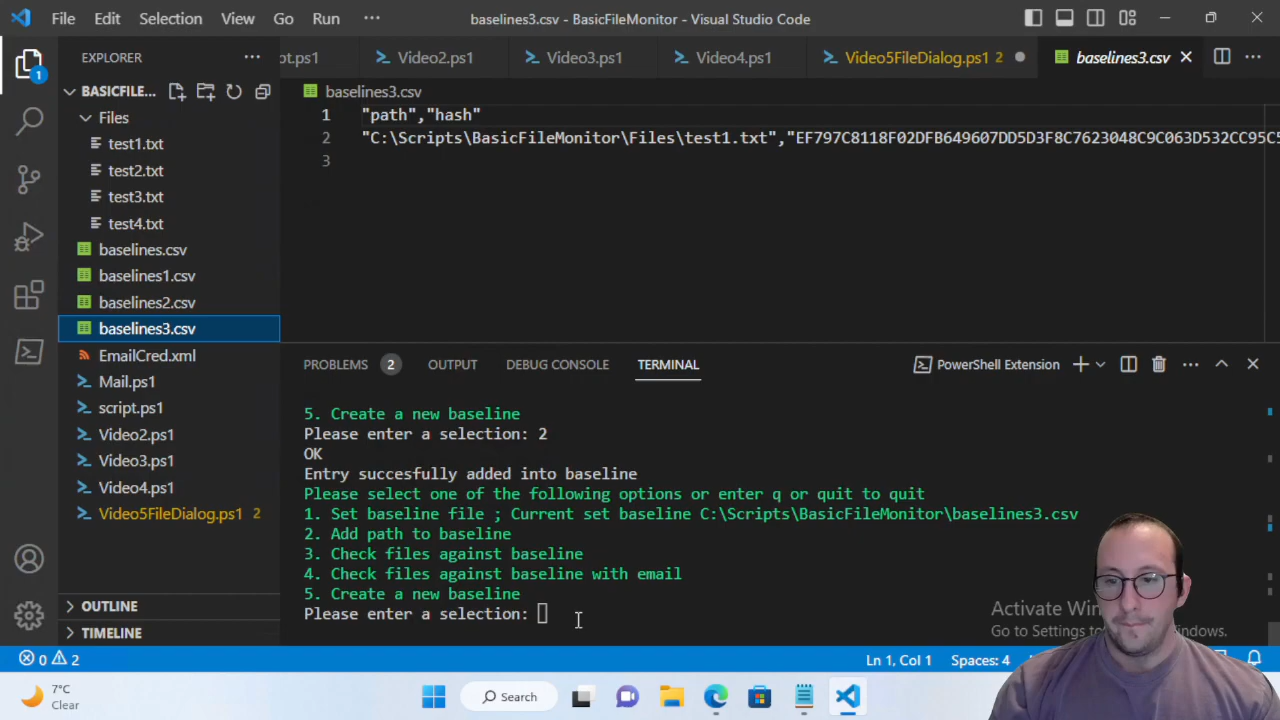 File Edit Selection View Go Run ··· baselines3.csv - BasicFileMonitor - Visual Studio Code
EXPLORER ···
pt.ps1 Video2.ps1 Video3.ps1 Video4.ps1 Video5FileDialog.ps1 2 baselines3.csv ···
1
BASICFILE...
Files
test1.txt
test2.txt
test3.txt
test4.txt
baselines.csv
baselines1.csv
baselines2.csv
baselines3.csv
EmailCred.xml
Mail.ps1
script.ps1
Video2.ps1
Video3.ps1
Video4.ps1
Video5FileDialog.ps1 2
OUTLINE
TIMELINE
baselines3.csv
1 "path","hash"
2 "C:\Scripts\BasicFileMonitor\Files\test1.txt","EF797C8118F02DFB649607DD5D3F8C7623048C9C063D532CC95C5
3
PROBLEMS 2 OUTPUT DEBUG CONSOLE TERMINAL PowerShell Extension ···
5. Create a new baseline
Please enter a selection: 2
OK
Entry succesfully added into baseline
Please select one of the following options or enter q or quit to quit
1. Set baseline file ; Current set baseline C:\Scripts\BasicFileMonitor\baselines3.csv
2. Add path to baseline
3. Check files against baseline
4. Check files against baseline with email
5. Create a new baseline
Please enter a selection:
Activate Win
Go to Settings to ndows.
0 2 Ln 1, Col 1 Spaces: 4
7°C
Clear
Search